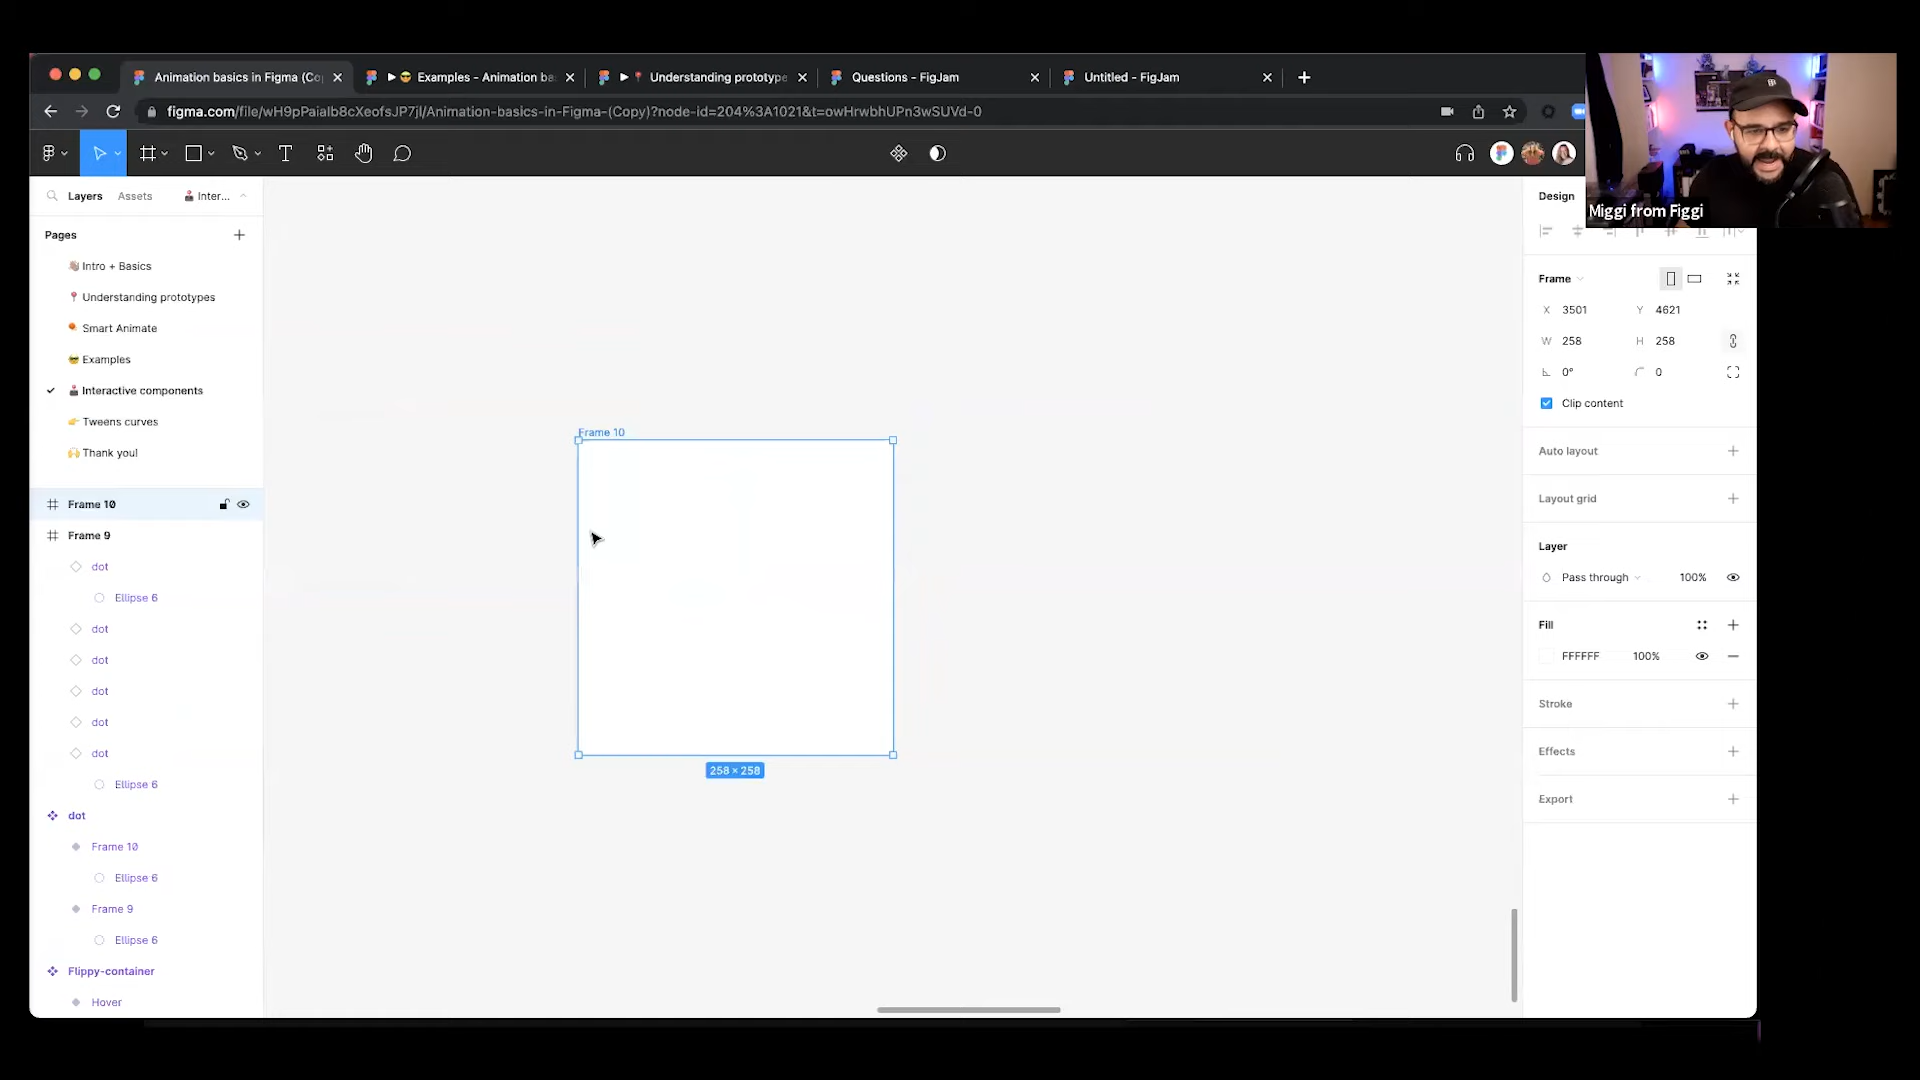 Animation basics in Figma (Co
Examples - Animation ba
Understanding prototype
Questions - FigJam
Untitled - FigJam
figma.com/file/wH9pPaialb8cXeofsJP7jl/Animation-basics-in-Figma-(Copy)?node-id=204%3A1021&t=owHrwbhUPn3wSUVd-0
Miggi from Figgi
Layers
Assets
Inter...
Design
Pages
Intro + Basics
Understanding prototypes
Smart Animate
Examples
Interactive components
Tweens curves
Thank you!
Frame 10
Frame 9
dot
Ellipse 6
dot
dot
dot
dot
dot
Ellipse 6
dot
Frame 10
Ellipse 6
Frame 9
Ellipse 6
Flippy-container
Hover
Frame 10
258 × 258
Frame
X 3501 Y 4621
W 258 H 258
0° 0
Clip content
Auto layout
Layout grid
Layer
Pass through 100%
Fill
FFFFFF 100%
Stroke
Effects
Export